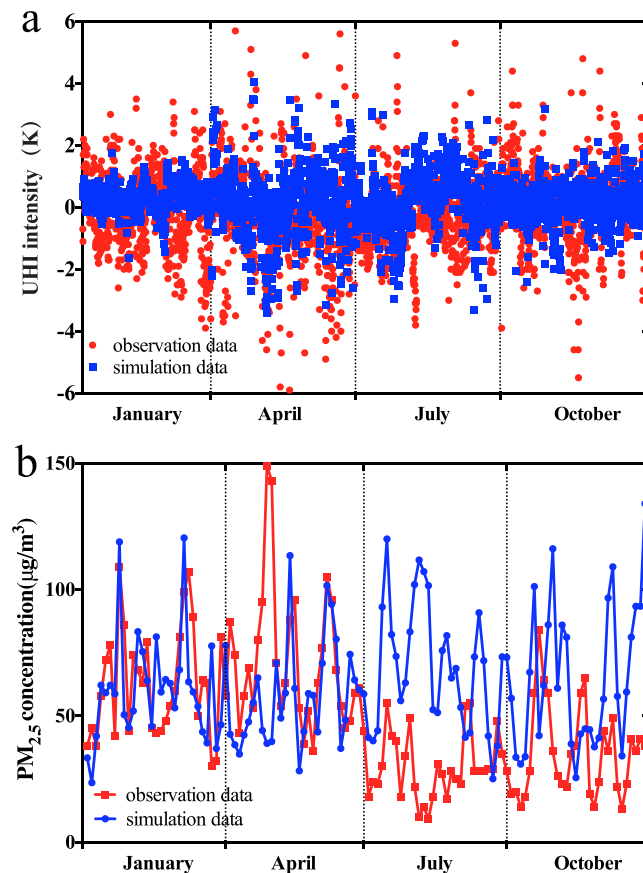 a
6
4
2
0
-2
-4
-6
UHI intensity （K）
observation data
simulation data
January April July October
b
150
100
50
0
PM2.5 concentration(μg/m3)
observation data
simulation data
January April July October